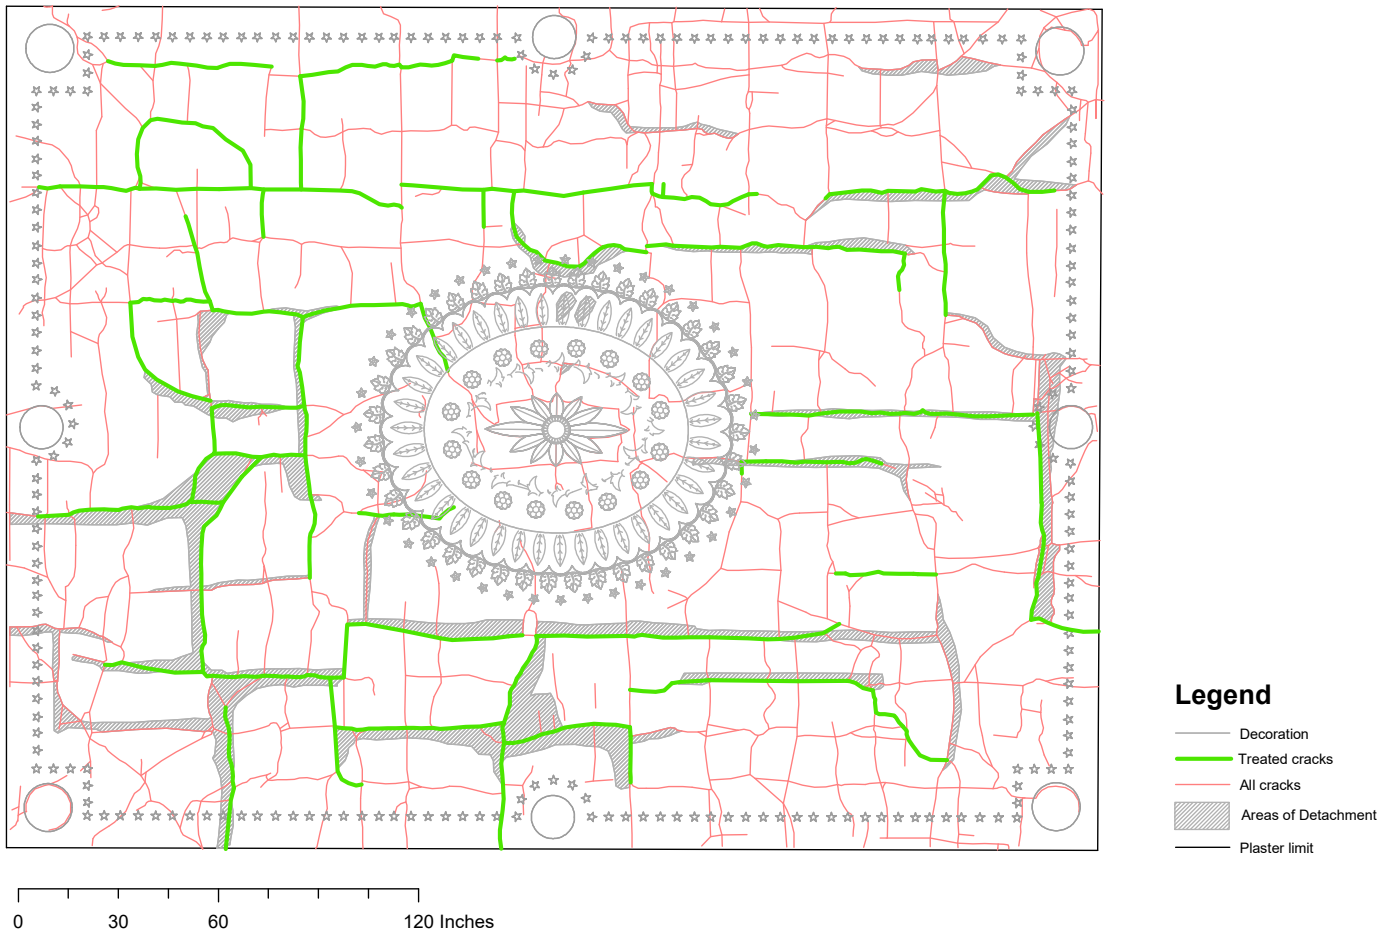 Legend
Decoration
Treated cracks
All cracks
Areas of Detachment
Plaster limit
0 30 60 120 Inches